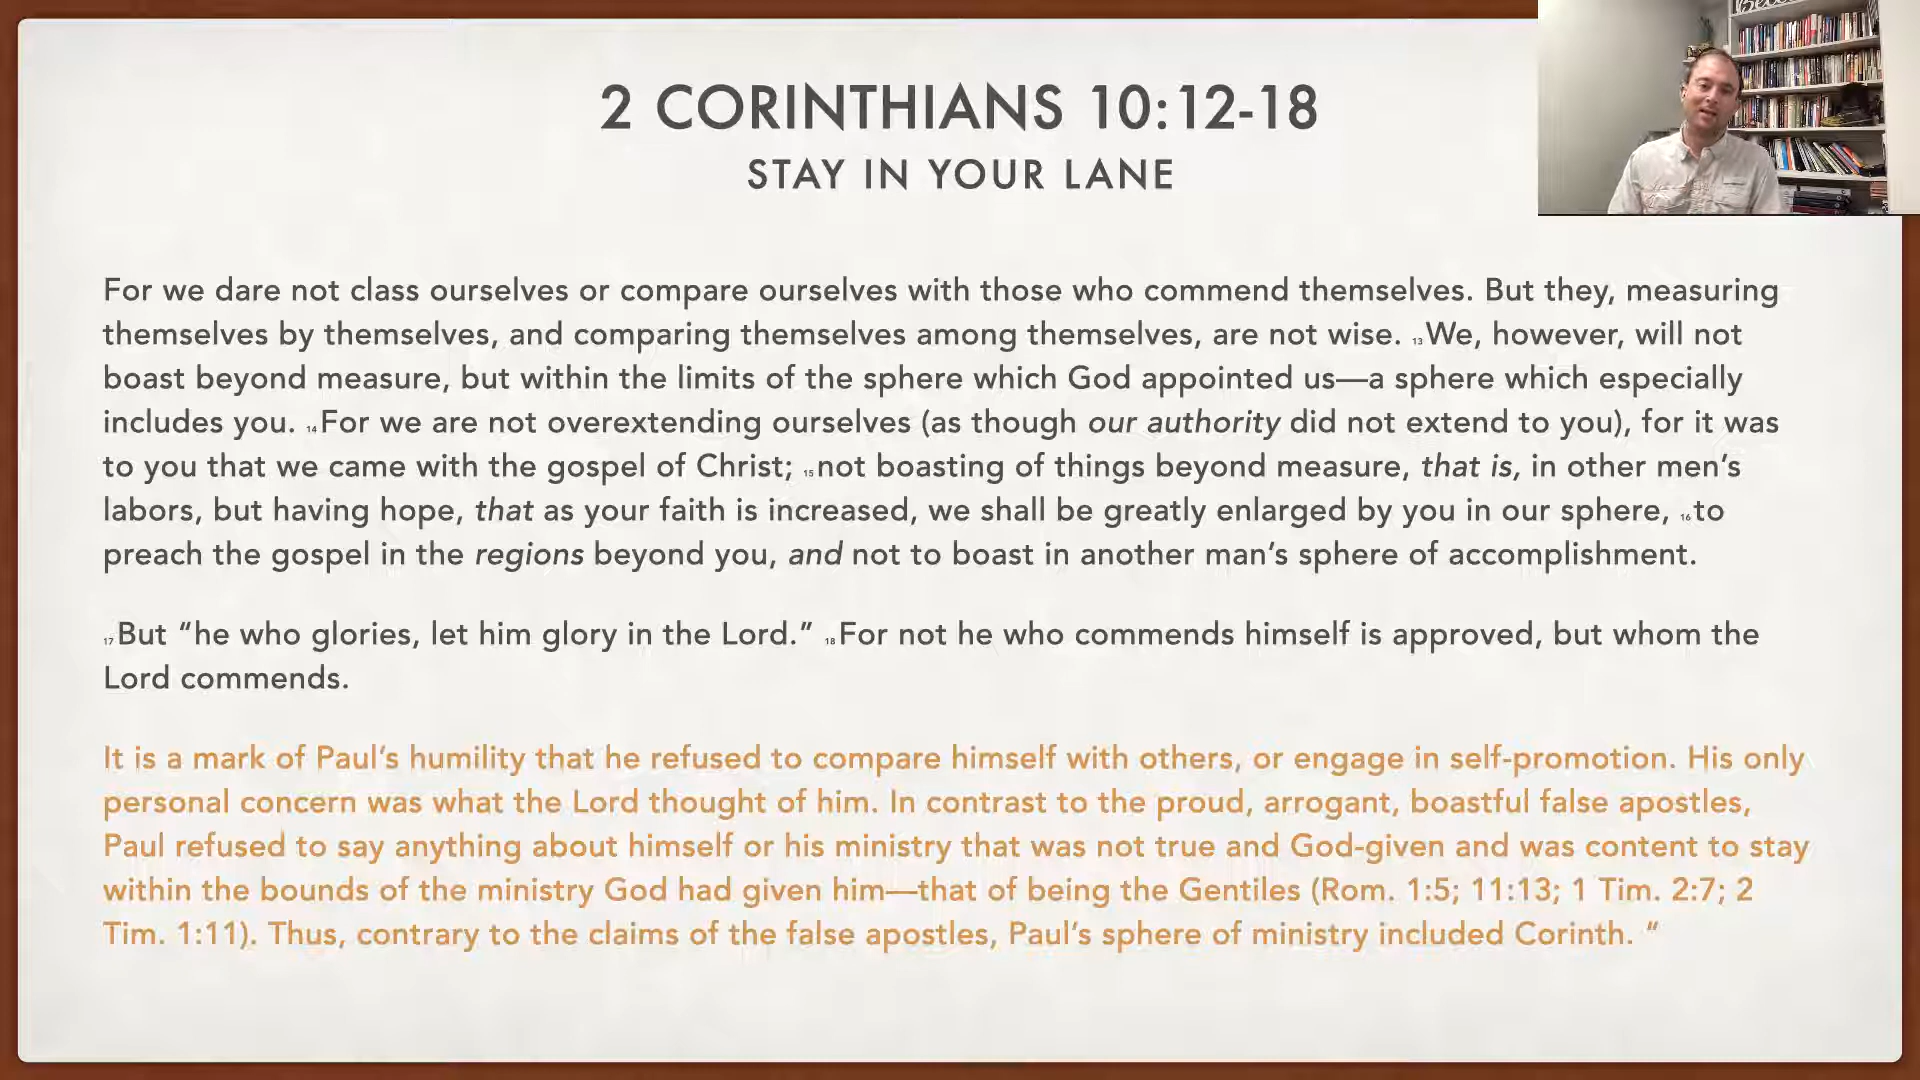 2 CORINTHIANS 10:12-18
STAY IN YOUR LANE
For we dare not class ourselves or compare ourselves with those who commend themselves. But they, measuring
themselves by themselves, and comparing themselves among themselves, are not wise. 13We, however, will not
boast beyond measure, but within the limits of the sphere which God appointed us—a sphere which especially
includes you. 14For we are not overextending ourselves (as though our authority did not extend to you), for it was
to you that we came with the gospel of Christ; 15not boasting of things beyond measure, that is, in other men’s
labors, but having hope, that as your faith is increased, we shall be greatly enlarged by you in our sphere, 16to
preach the gospel in the regions beyond you, and not to boast in another man’s sphere of accomplishment.
17But “he who glories, let him glory in the Lord.” 18For not he who commends himself is approved, but whom the
Lord commends.
It is a mark of Paul’s humility that he refused to compare himself with others, or engage in self-promotion. His only
personal concern was what the Lord thought of him. In contrast to the proud, arrogant, boastful false apostles,
Paul refused to say anything about himself or his ministry that was not true and God-given and was content to stay
within the bounds of the ministry God had given him—that of being the Gentiles (Rom. 1:5; 11:13; 1 Tim. 2:7; 2
Tim. 1:11). Thus, contrary to the claims of the false apostles, Paul’s sphere of ministry included Corinth. “